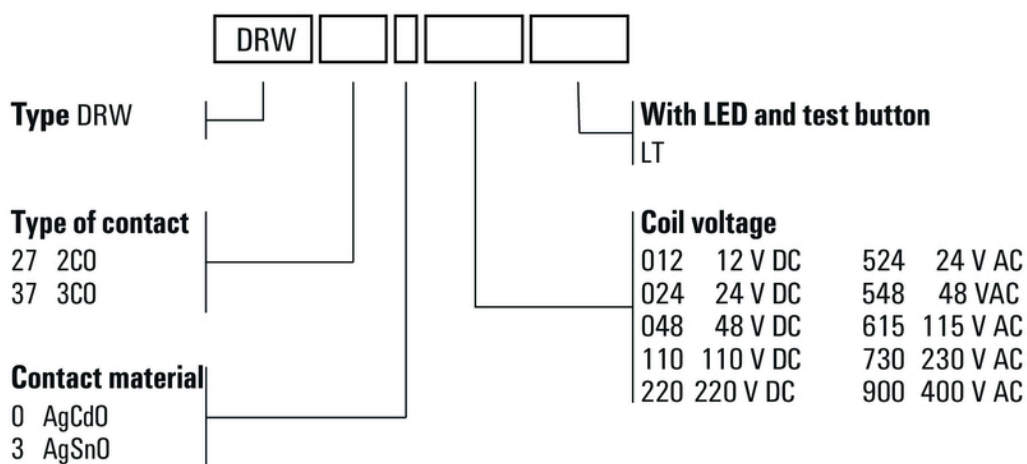 DRW
Type DRW
With LED and test button
LT
Type of contact
27 2CO
37 3CO
Contact material
0 AgCdO
3 AgSnO
Coil voltage
012 12 V DC 524 24 V AC
024 24 V DC 548 48 VAC
048 48 V DC 615 115 V AC
110 110 V DC 730 230 V AC
220 220 V DC 900 400 V AC